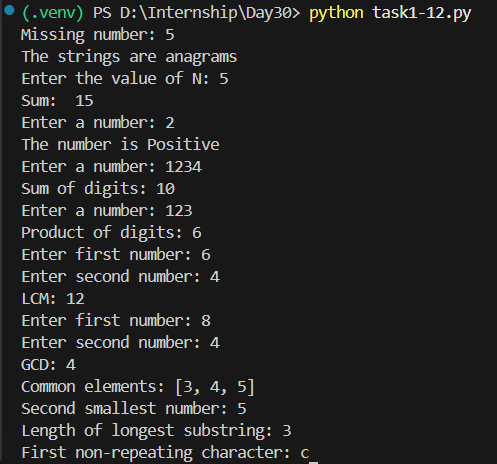 (.venv) PS D:\Internship\Day30> python task1-12.py
Missing number: 5
The strings are anagrams
Enter the value of N: 5
Sum:  15
Enter a number: 2
The number is Positive
Enter a number: 1234
Sum of digits: 10
Enter a number: 123
Product of digits: 6
Enter first number: 6
Enter second number: 4
LCM: 12
Enter first number: 8
Enter second number: 4
GCD: 4
Common elements: [3, 4, 5]
Second smallest number: 5
Length of longest substring: 3
First non-repeating character: c